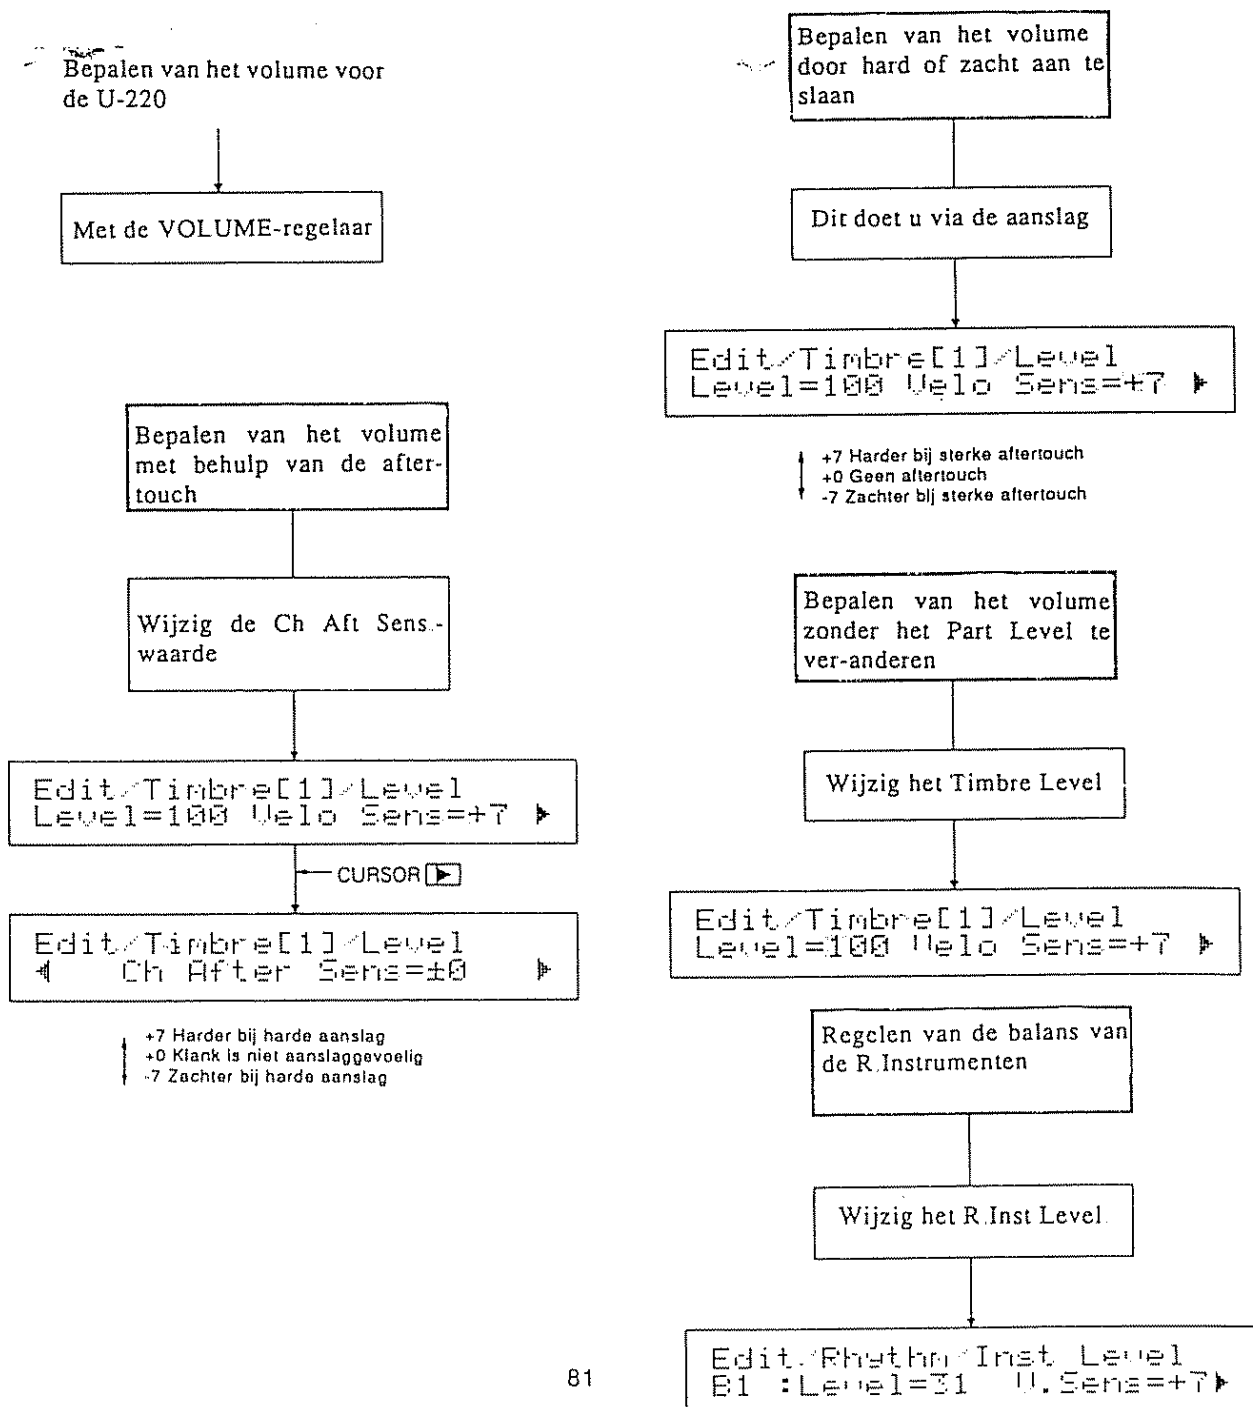 Bepalen van het volume voor
de U-220
Met de VOLUME-regelaar
Bepalen van het volume
met behulp van de after-
touch
Wijzig de Ch Aft Sens.-
waarde
Edit/Timbre[1]/Level
Level=100 Velo Sens=+7 ▶
CURSOR ▶
Edit/Timbre[1]/Level
◀ Ch After Sens=±0 ▶
+7 Harder bij harde aanslag
+0 Klank is niet aanslaggevoelig
-7 Zachter bij harde aanslag
Bepalen van het volume
door hard of zacht aan te
slaan
Dit doet u via de aanslag
Edit/Timbre[1]/Level
Level=100 Velo Sens=+7 ▶
+7 Harder bij sterke aftertouch
+0 Geen aftertouch
-7 Zachter bij sterke aftertouch
Bepalen van het volume
zonder het Part Level te
ver-anderen
Wijzig het Timbre Level
Edit/Timbre[1]/Level
Level=100 Velo Sens=+7 ▶
Regelen van de balans van
de R.Instrumenten
Wijzig het R.Inst Level.
Edit/Rhythm/Inst Level
B1 :Level=31 V.Sens=+7▶
81